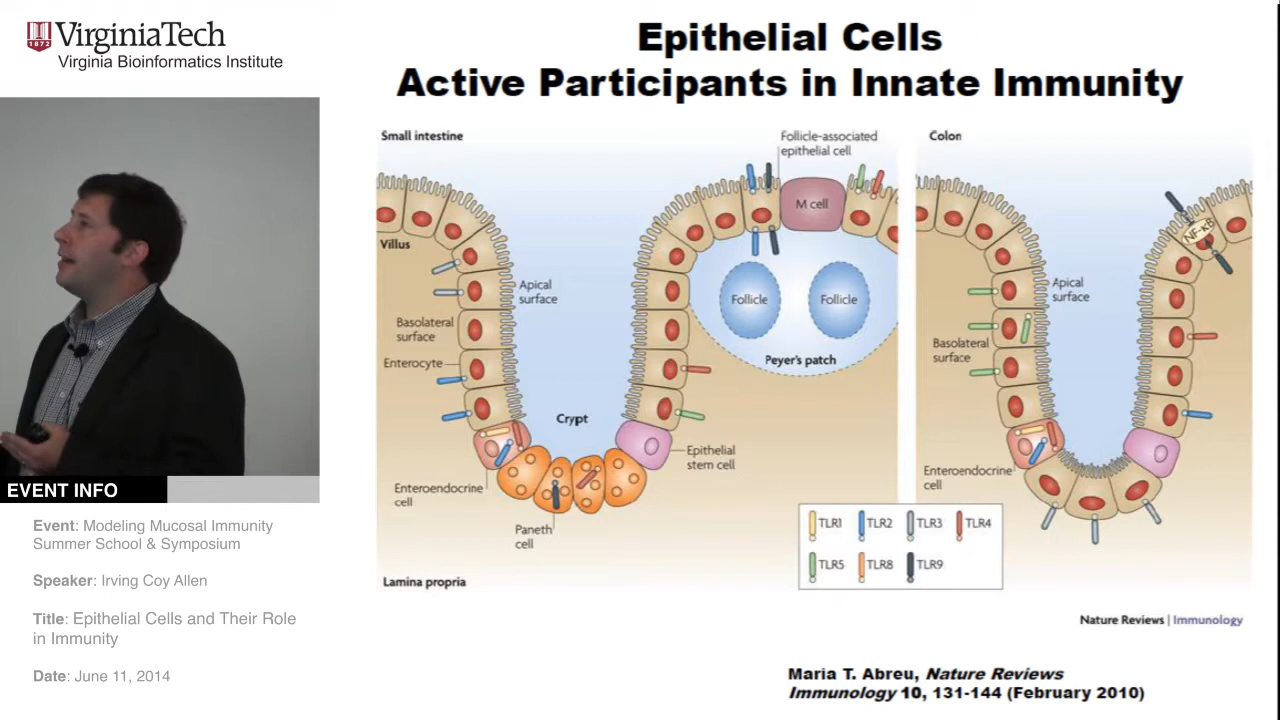 VirginiaTech
1872
Virginia Bioinformatics Institute
EVENT INFO
Event: Modeling Mucosal Immunity
Summer School & Symposium
Speaker: Irving Coy Allen
Title: Epithelial Cells and Their Role
in Immunity
Date: June 11, 2014
Epithelial Cells
Active Participants in Innate Immunity
Small intestine
Follicle-associated
epithelial cell
M cell
Villus
Apical
surface
Follicle
Follicle
Basolateral
surface
Enterocyte
Peyer's patch
Crypt
Epithelial
stem cell
Enteroendocrine
cell
Paneth
cell
Lamina propria
Colon
NF-κB
Apical
surface
Basolateral
surface
Enteroendocrine
cell
TLR1 TLR2 TLR3 TLR4
TLR5 TLR8 TLR9
Nature Reviews | Immunology
Maria T. Abreu, Nature Reviews
Immunology 10, 131-144 (February 2010)